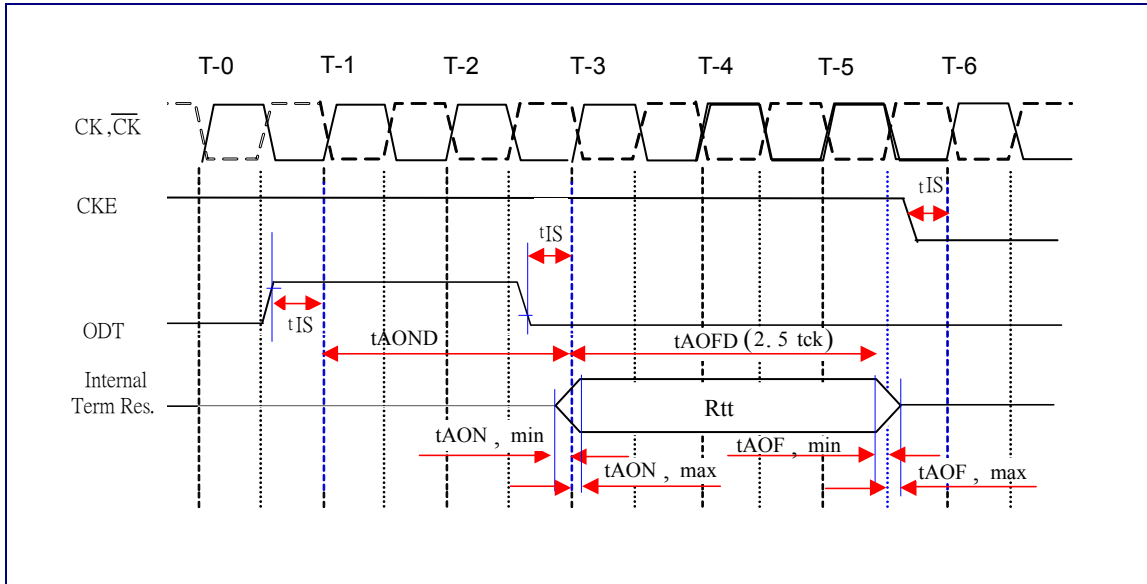 T-0 T-1 T-2 T-3 T-4 T-5 T-6
CK,C̅K̅
CKE
tIS
tIS
ODT
tIS
tAOND
tAOFD (2.5 tck)
Internal
Term Res.
Rtt
tAON , min
tAOF , min
tAON , max
tAOF , max